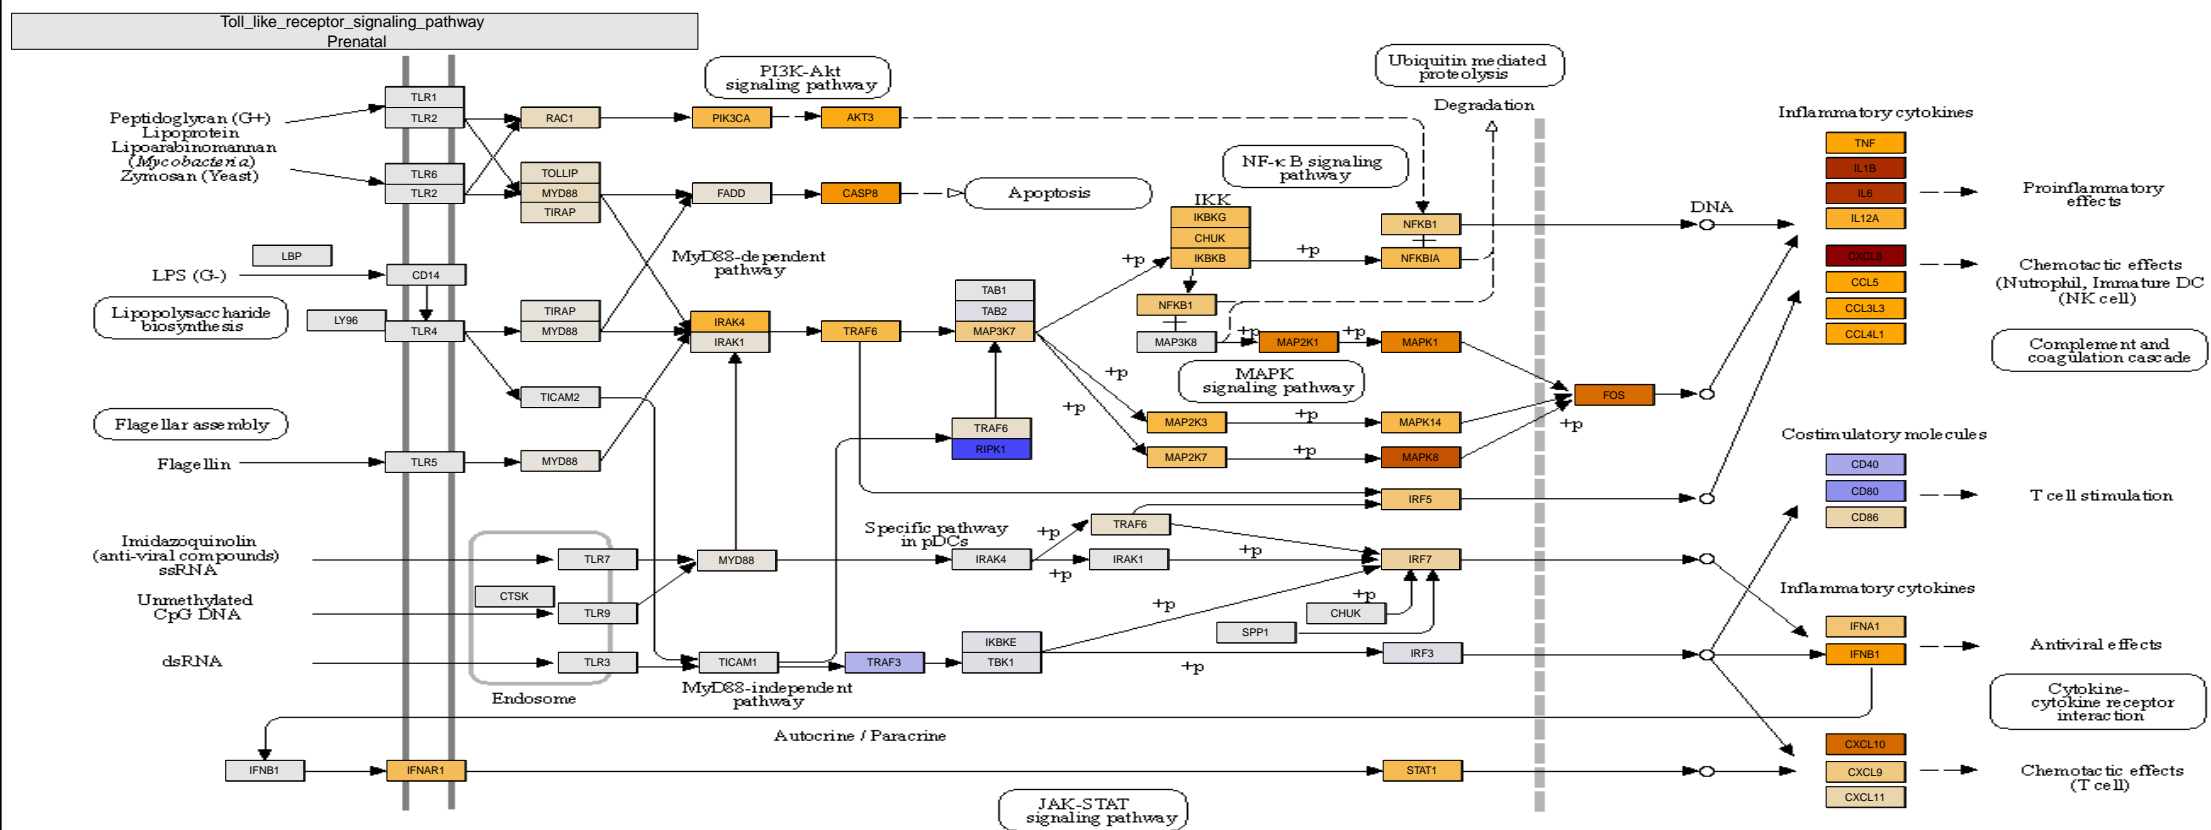 Toll_like_receptor_signaling_pathway
Prenatal
PI3K-Akt
signaling pathway
Ubiquitin mediated
proteolysis
Degradation
Peptidoglycan (G+)
Lipoprotein
Lipoarabinomannan
(Mycobacteria)
Zymosan (Yeast)
TLR1
TLR2
TLR6
TLR2
RAC1
PIK3CA
AKT3
TOLLIP
MYD88
TIRAP
FADD
CASP8
Apoptosis
NF-κB signaling
pathway
IKK
IKBKG
CHUK
IKBKB
+p
+p
NFKB1
NFKBIA
DNA
Inflammatory cytokines
TNF
IL1B
IL6
IL12A
Proinflammatory
effects
CXCL8
CCL5
CCL3L3
CCL4L1
Chemotactic effects
(Nutrophil, Immature DC
(NK cell)
Complement and
coagulation cascade
LBP
LPS (G-)
CD14
MyD88-dependent
pathway
Lipopolysaccharide
biosynthesis
LY96
TLR4
TIRAP
MYD88
IRAK4
IRAK1
TRAF6
TAB1
TAB2
MAP3K7
NFKB1
MAP3K8
+p
MAP2K1
+p
MAPK1
MAPK
signaling pathway
FOS
+p
TICAM2
+p
+p
MAP2K3
+p
MAPK14
MAP2K7
+p
MAPK8
TRAF6
RIPK1
Flagellar assembly
Flagellin
TLR5
MYD88
Costimulatory molecules
CD40
CD80
CD86
T cell stimulation
IRF5
Specific pathway
in pDCs
+p
TRAF6
Imidazoquinolin
(anti-viral compounds)
ssRNA
TLR7
MYD88
IRAK4
+p
IRAK1
+p
IRF7
Unmethylated
CpG DNA
CTSK
TLR9
+p
+p
CHUK
SPP1
Inflammatory cytokines
IFNA1
IFNB1
Antiviral effects
dsRNA
TLR3
TICAM1
TRAF3
IKBKE
TBK1
+p
IRF3
Endosome
MyD88-independent
pathway
Cytokine-
cytokine receptor
interaction
Autocrine / Paracrine
IFNB1
IFNAR1
STAT1
CXCL10
CXCL9
CXCL11
Chemotactic effects
(T cell)
JAK-STAT
signaling pathway